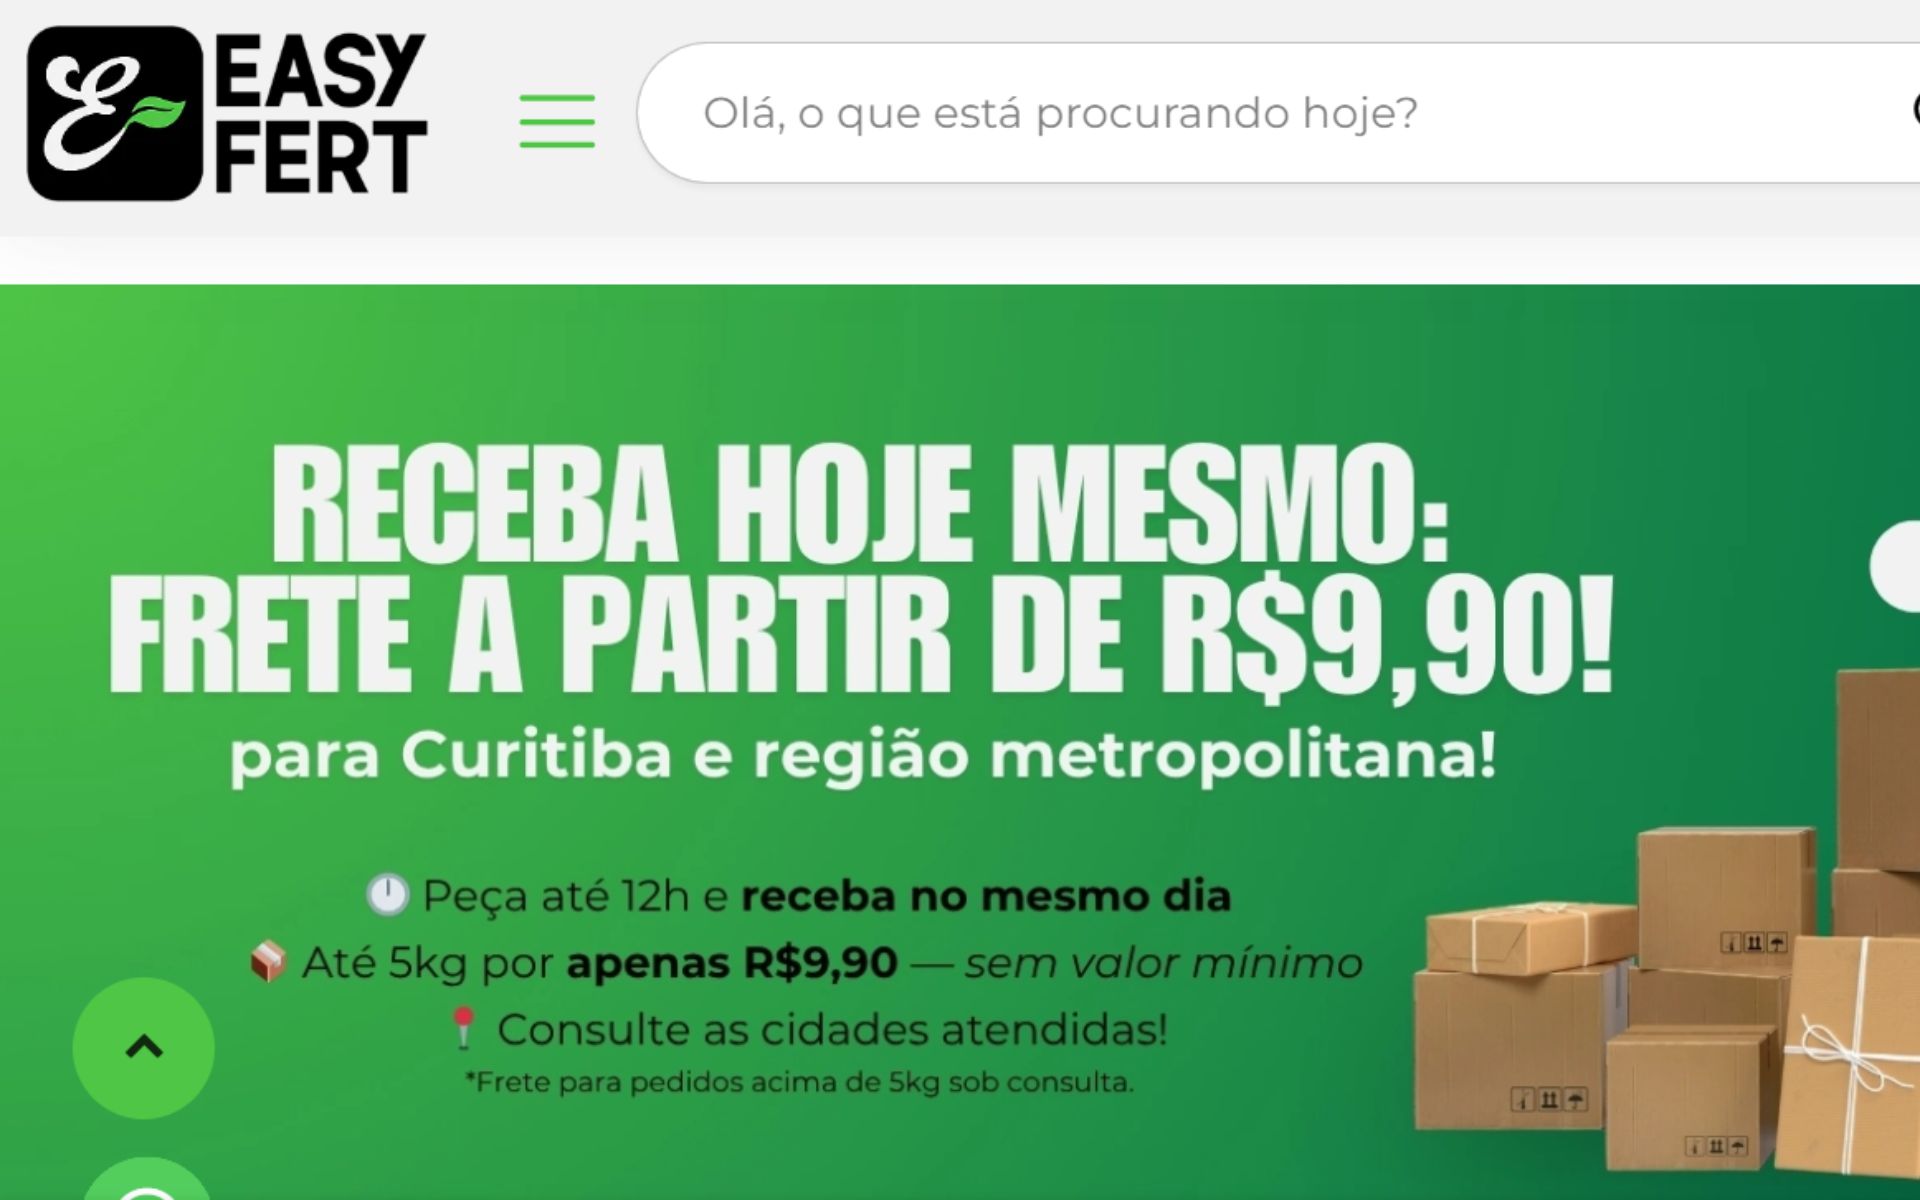 EASY
FERT
Olá, o que está procurando hoje?
RECEBA HOJE MESMO:
FRETE A PARTIR DE R$9,90!
para Curitiba e região metropolitana!
Peça até 12h e receba no mesmo dia
Até 5kg por apenas R$9,90 — sem valor mínimo
Consulte as cidades atendidas!
*Frete para pedidos acima de 5kg sob consulta.